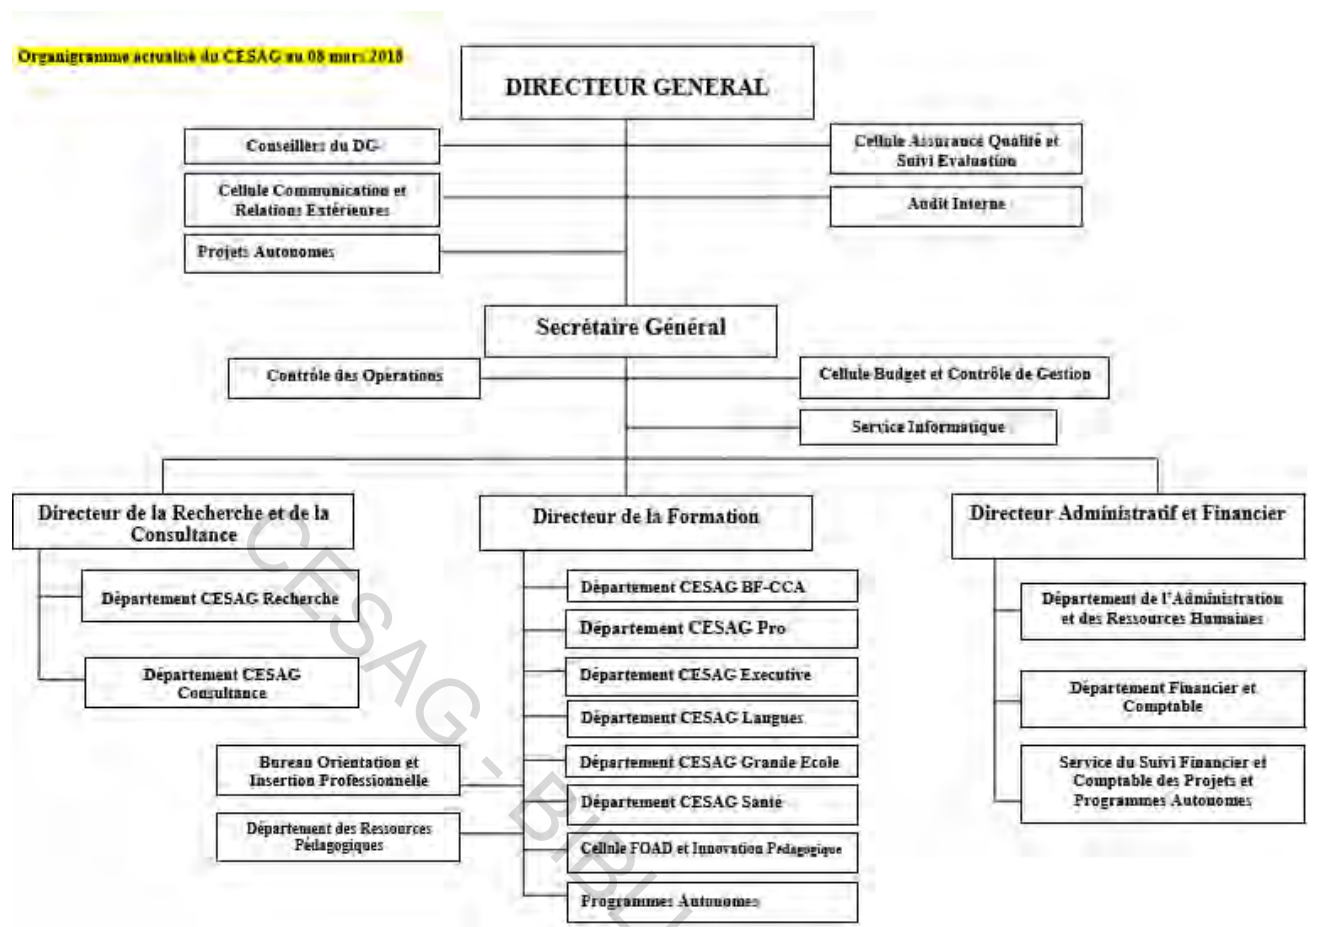 Organigramme actualisé du CESAG au 08 mars 2018
DIRECTEUR GENERAL
Conseillers du DG
Cellule Assurance Qualité et
Suivi Evaluation
Cellule Communication et
Relations Extérieures
Audit Interne
Projets Autonomes
Secrétaire Général
Contrôle des Opérations
Cellule Budget et Contrôle de Gestion
Service Informatique
Directeur de la Recherche et de la
Consultance
Département CESAG Recherche
Département CESAG
Consultance
Directeur de la Formation
Département CESAG BF-CCA
Département CESAG Pro
Département CESAG Executive
Département CESAG Langues
Département CESAG Grande Ecole
Département CESAG Santé
Cellule FOAD et Innovation Pédagogique
Programmes Autonomes
Bureau Orientation et
Insertion Professionnelle
Département des Ressources
Pédagogiques
Directeur Administratif et Financier
Département de l'Administration
et des Ressources Humaines
Département Financier et
Comptable
Service du Suivi Financier et
Comptable des Projets et
Programmes Autonomes
CESAG - BIBLI